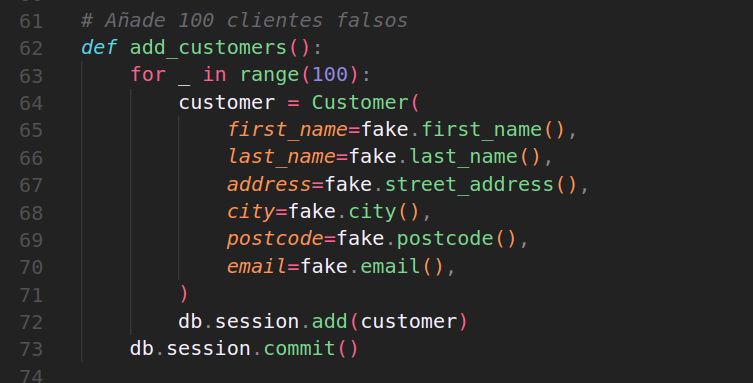 61 # Añade 100 clientes falsos
62 def add_customers():
63     for _ in range(100):
64         customer = Customer(
65             first_name=fake.first_name(),
66             last_name=fake.last_name(),
67             address=fake.street_address(),
68             city=fake.city(),
69             postcode=fake.postcode(),
70             email=fake.email(),
71         )
72         db.session.add(customer)
73     db.session.commit()
74